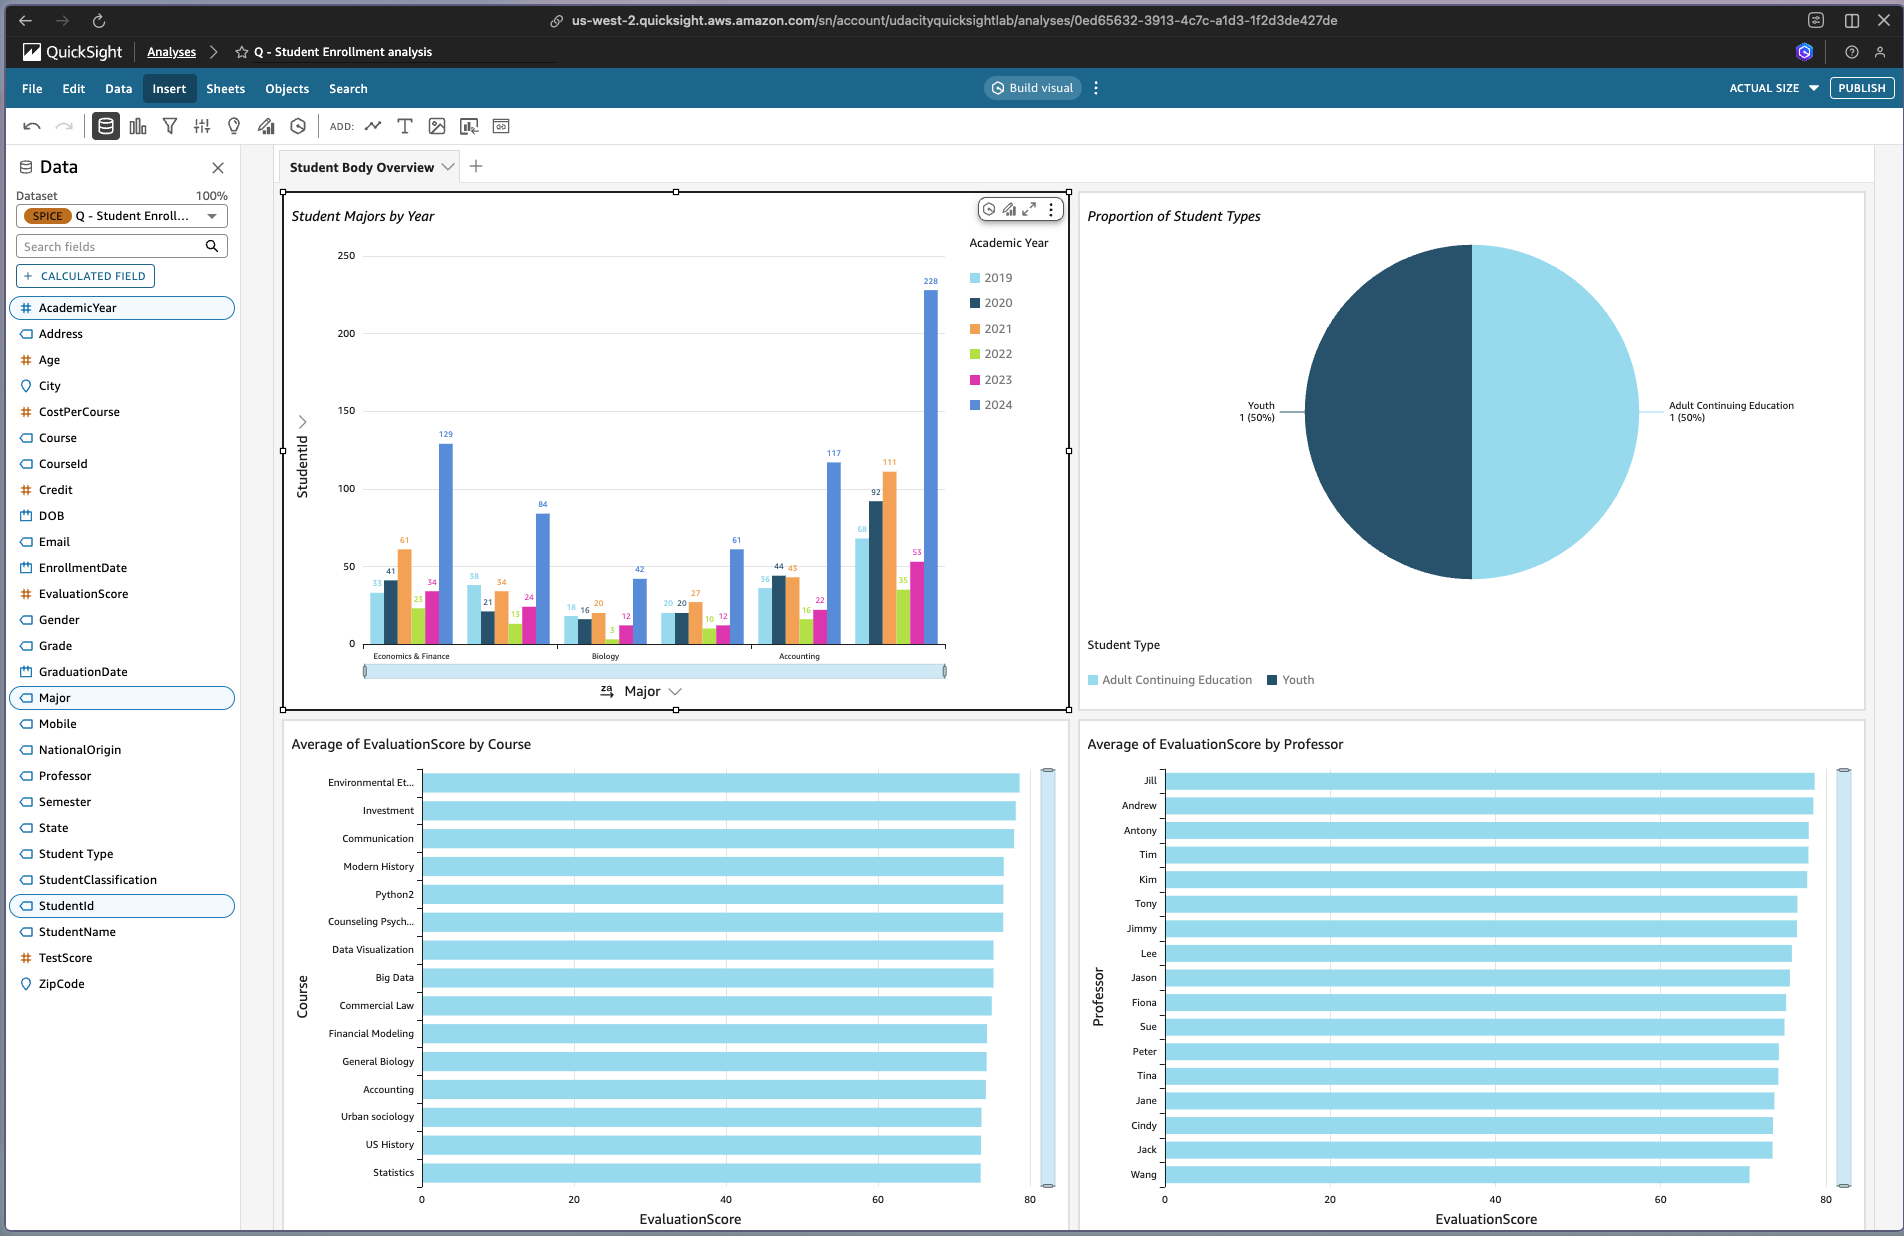 us-west-2.quicksight.aws.amazon.com/sn/account/udacityquicksightlab/analyses/0ed65632-3913-4c7c-a1d3-1f2d3de427de
QuickSight
Analyses
Q - Student Enrollment analysis
File
Edit
Data
Insert
Sheets
Objects
Search
Build visual
ACTUAL SIZE
PUBLISH
ADD:
Data
Dataset
100%
SPICE
Q - Student Enroll...
Search fields
+ CALCULATED FIELD
AcademicYear
Address
Age
City
CostPerCourse
Course
CourseId
Credit
DOB
Email
EnrollmentDate
EvaluationScore
Gender
Grade
GraduationDate
Major
Mobile
NationalOrigin
Professor
Semester
State
Student Type
StudentClassification
StudentId
StudentName
TestScore
ZipCode
Student Body Overview
Student Majors by Year
250
200
150
100
50
0
StudentId
33
41
61
23
34
129
38
21
34
13
24
84
18
16
20
3
12
42
20
20
27
10
12
61
36
44
43
16
22
117
68
92
111
35
53
228
Economics & Finance
Biology
Accounting
za
Major
Academic Year
2019
2020
2021
2022
2023
2024
Proportion of Student Types
Youth
1 (50%)
Adult Continuing Education
1 (50%)
Student Type
Adult Continuing Education
Youth
Average of EvaluationScore by Course
Course
Environmental Et...
Investment
Communication
Modern History
Python2
Counseling Psych...
Data Visualization
Big Data
Commercial Law
Financial Modeling
General Biology
Accounting
Urban sociology
US History
Statistics
0
20
40
60
80
EvaluationScore
Average of EvaluationScore by Professor
Professor
Jill
Andrew
Antony
Tim
Kim
Tony
Jimmy
Lee
Jason
Fiona
Sue
Peter
Tina
Jane
Cindy
Jack
Wang
0
20
40
60
80
EvaluationScore